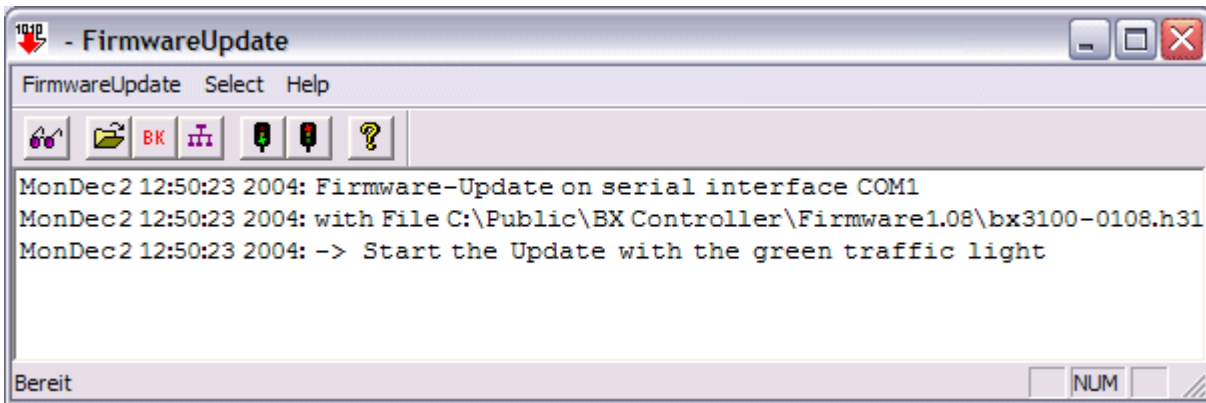 1010
- FirmwareUpdate
FirmwareUpdate Select Help
BK
MonDec2 12:50:23 2004: Firmware-Update on serial interface COM1
MonDec2 12:50:23 2004: with File C:\Public\BX Controller\Firmware1.08\bx3100-0108.h31
MonDec2 12:50:23 2004: -> Start the Update with the green traffic light
Bereit NUM